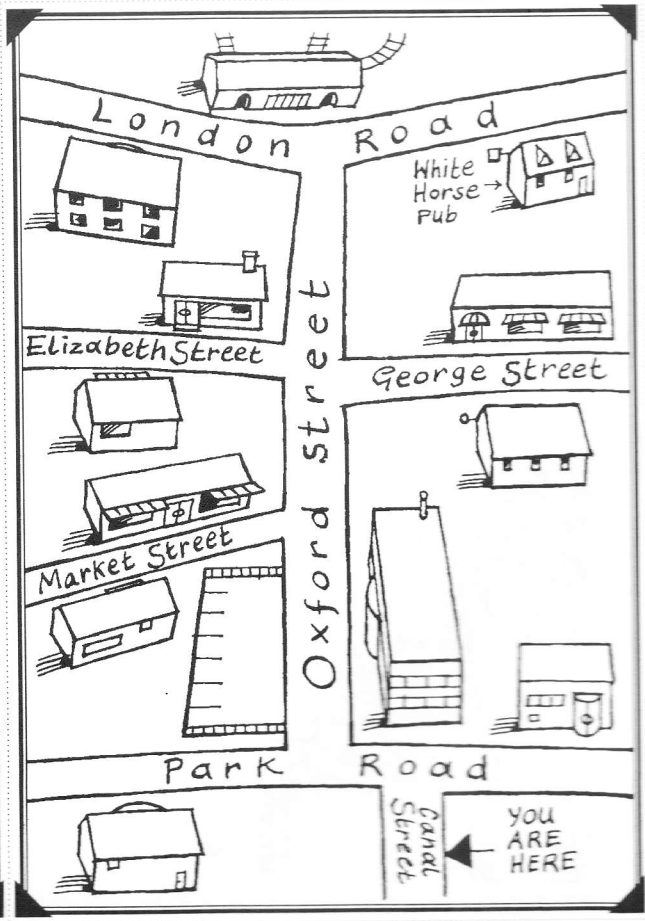 London Road
White
Horse
Pub
Elizabeth Street
George Street
Oxford Street
Market Street
Park Road
Canal
Street
YOU
ARE
HERE